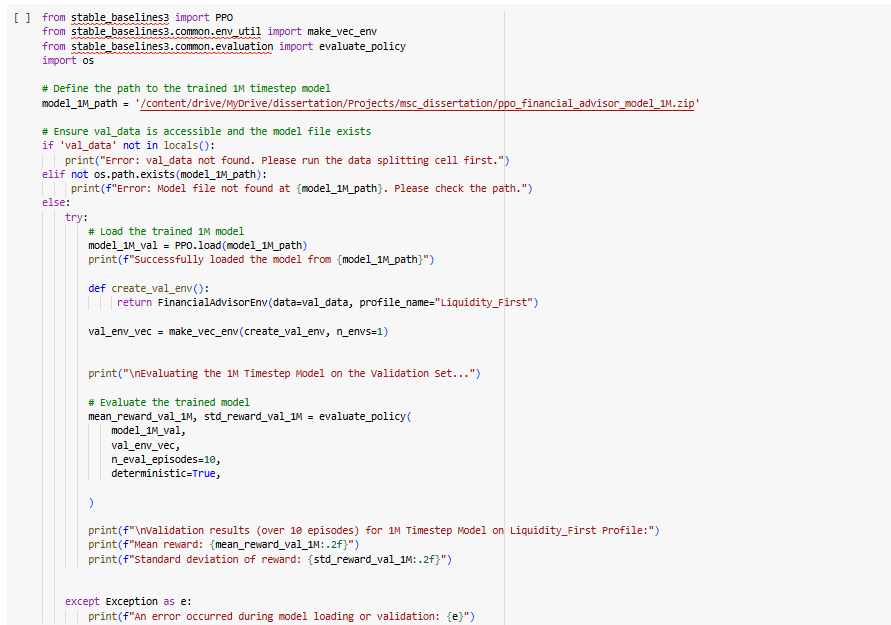 [ ] from stable_baselines3 import PPO
from stable_baselines3.common.env_util import make_vec_env
from stable_baselines3.common.evaluation import evaluate_policy
import os
# Define the path to the trained 1M timestep model
model_1M_path = '/content/drive/MyDrive/dissertation/Projects/msc_dissertation/ppo_financial_advisor_model_1M.zip'
# Ensure val_data is accessible and the model file exists
if 'val_data' not in locals():
print("Error: val_data not found. Please run the data splitting cell first.")
elif not os.path.exists(model_1M_path):
print(f"Error: Model file not found at {model_1M_path}. Please check the path.")
else:
try:
# Load the trained 1M model
model_1M_val = PPO.load(model_1M_path)
print(f"Successfully loaded the model from {model_1M_path}")
def create_val_env():
return FinancialAdvisorEnv(data=val_data, profile_name="Liquidity_First")
val_env_vec = make_vec_env(create_val_env, n_envs=1)
print("\nEvaluating the 1M Timestep Model on the Validation Set...")
# Evaluate the trained model
mean_reward_val_1M, std_reward_val_1M = evaluate_policy(
model_1M_val,
val_env_vec,
n_eval_episodes=10,
deterministic=True,
)
print(f"\nValidation results (over 10 episodes) for 1M Timestep Model on Liquidity_First Profile:")
print(f"Mean reward: {mean_reward_val_1M:.2f}")
print(f"Standard deviation of reward: {std_reward_val_1M:.2f}")
except Exception as e:
print(f"An error occurred during model loading or validation: {e}")